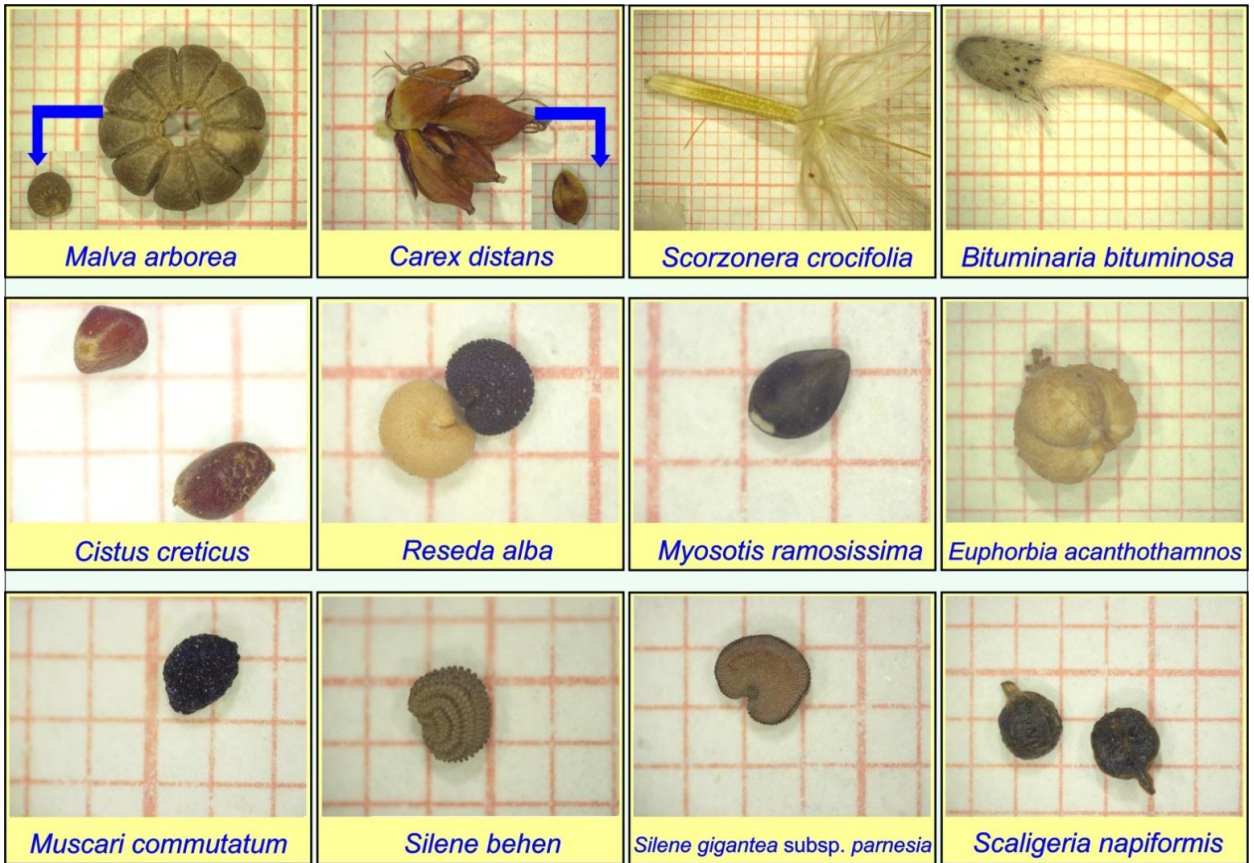 Malva arborea
Carex distans
Scorzonera crocifolia
Bituminaria bituminosa
Cistus creticus
Reseda alba
Myosotis ramosissima
Euphorbia acanthothamnos
Muscari commutatum
Silene behen
Silene gigantea subsp. parnesia
Scaligeria napiformis